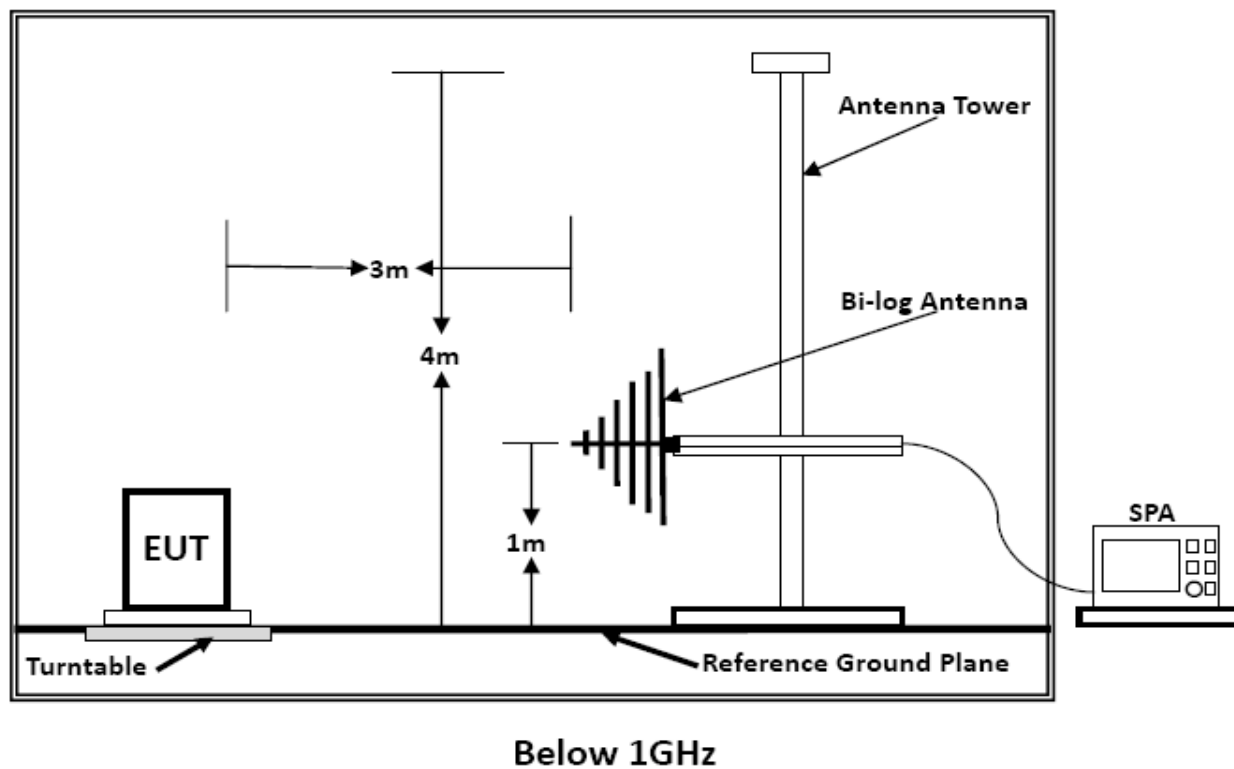 Antenna Tower
3m
Bi-log Antenna
4m
SPA
EUT
1m
Turntable
Reference Ground Plane
Below 1GHz